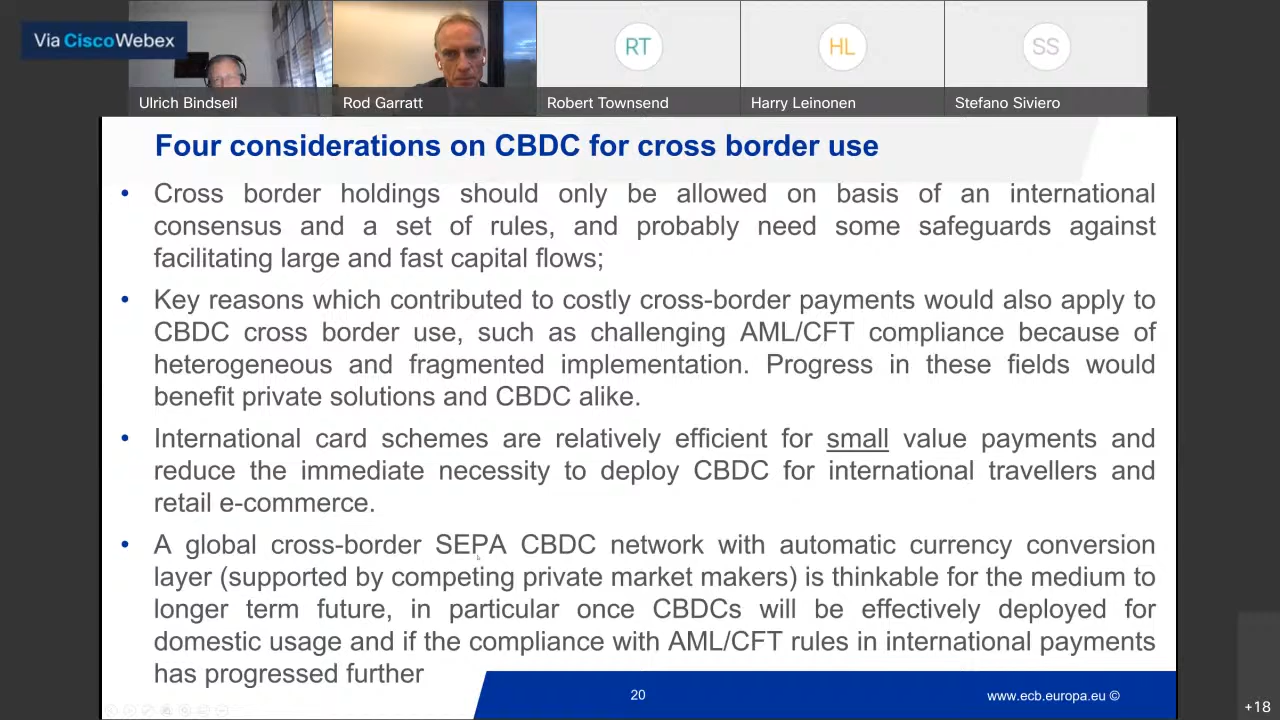 Via Cisco Webex
RT
HL
SS
Ulrich Bindseil
Rod Garratt
Robert Townsend
Harry Leinonen
Stefano Siviero
Four considerations on CBDC for cross border use
• Cross border holdings should only be allowed on basis of an international
consensus and a set of rules, and probably need some safeguards against
facilitating large and fast capital flows;
• Key reasons which contributed to costly cross-border payments would also apply to
CBDC cross border use, such as challenging AML/CFT compliance because of
heterogeneous and fragmented implementation. Progress in these fields would
benefit private solutions and CBDC alike.
• International card schemes are relatively efficient for small value payments and
reduce the immediate necessity to deploy CBDC for international travellers and
retail e-commerce.
• A global cross-border SEPA CBDC network with automatic currency conversion
layer (supported by competing private market makers) is thinkable for the medium to
longer term future, in particular once CBDCs will be effectively deployed for
domestic usage and if the compliance with AML/CFT rules in international payments
has progressed further
20
www.ecb.europa.eu ©
+18